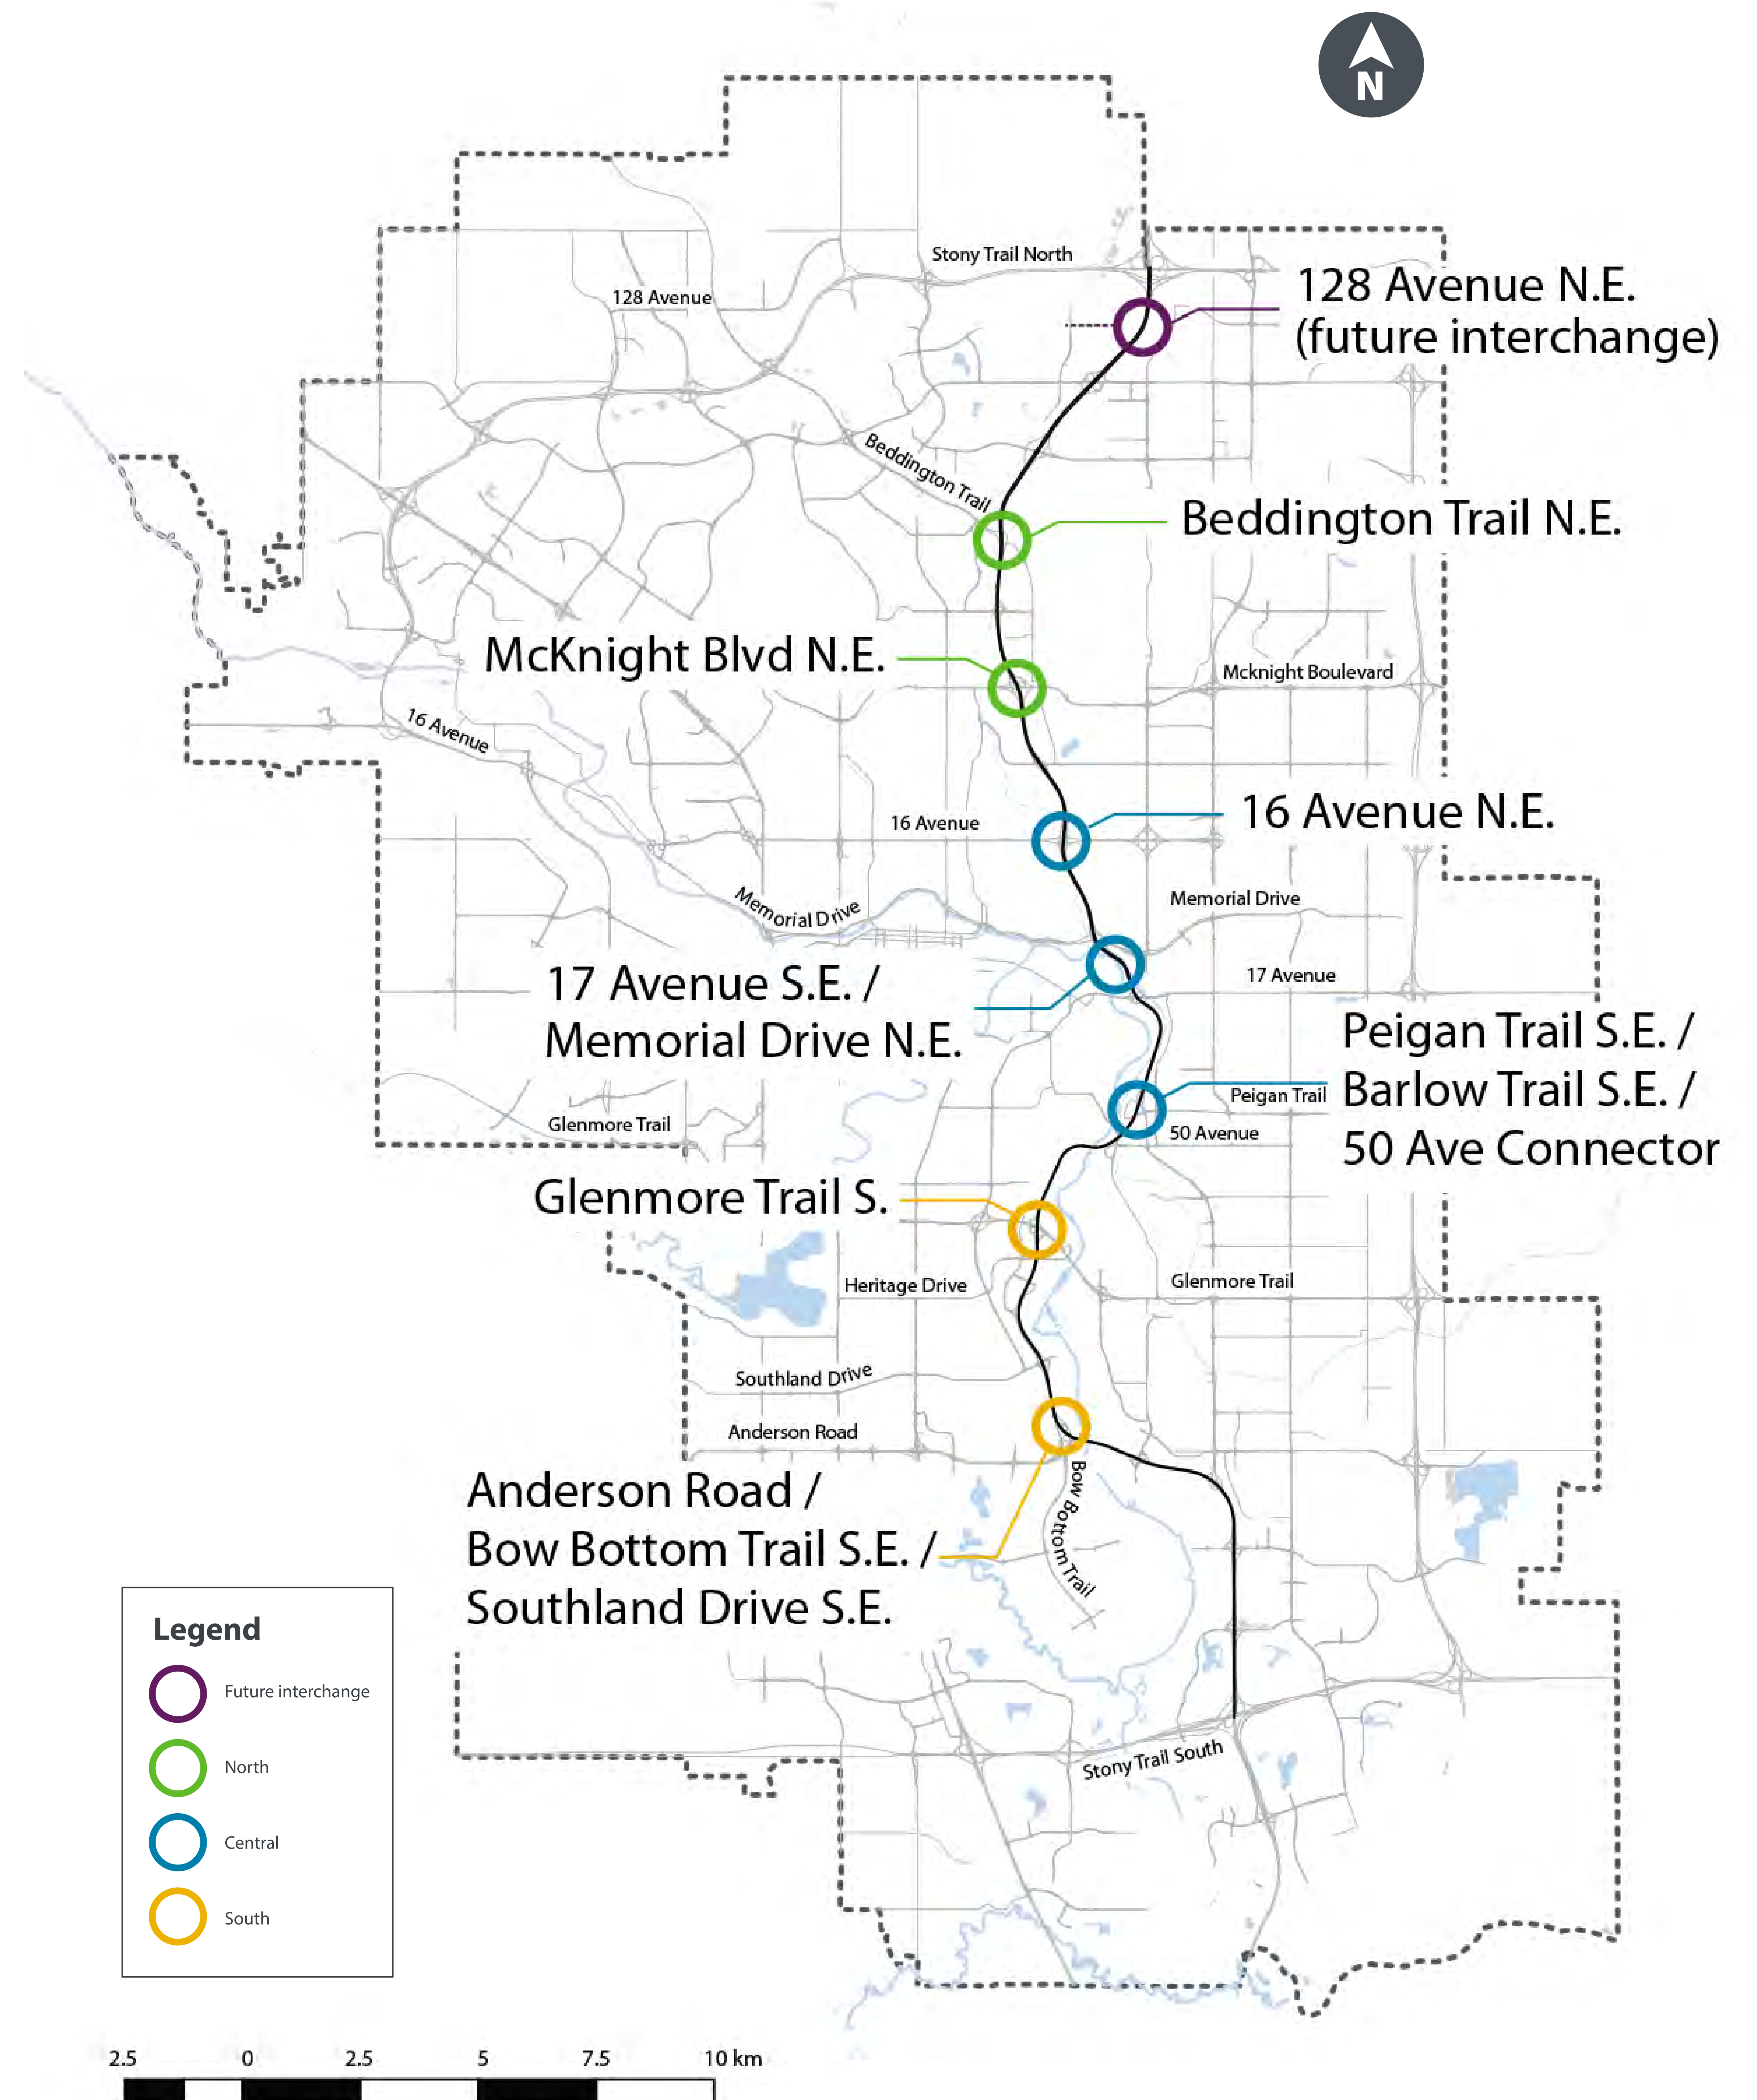 N
Stony Trail North
128 Avenue N.E.
(future interchange)
128 Avenue
Beddington Trail
Beddington Trail N.E.
McKnight Blvd N.E.
Mcknight Boulevard
16 Avenue
16 Avenue N.E.
16 Avenue
Memorial Drive
Memorial Drive
17 Avenue S.E. /
Memorial Drive N.E.
17 Avenue
Peigan Trail S.E. /
Barlow Trail S.E. /
50 Ave Connector
Peigan Trail
50 Avenue
Glenmore Trail
Glenmore Trail S.
Heritage Drive
Glenmore Trail
Southland Drive
Anderson Road
Anderson Road /
Bow Bottom Trail S.E. /
Southland Drive S.E.
Bow Bottom Trail
Stony Trail South
Legend
Future interchange
North
Central
South
2.5 0 2.5 5 7.5 10 km